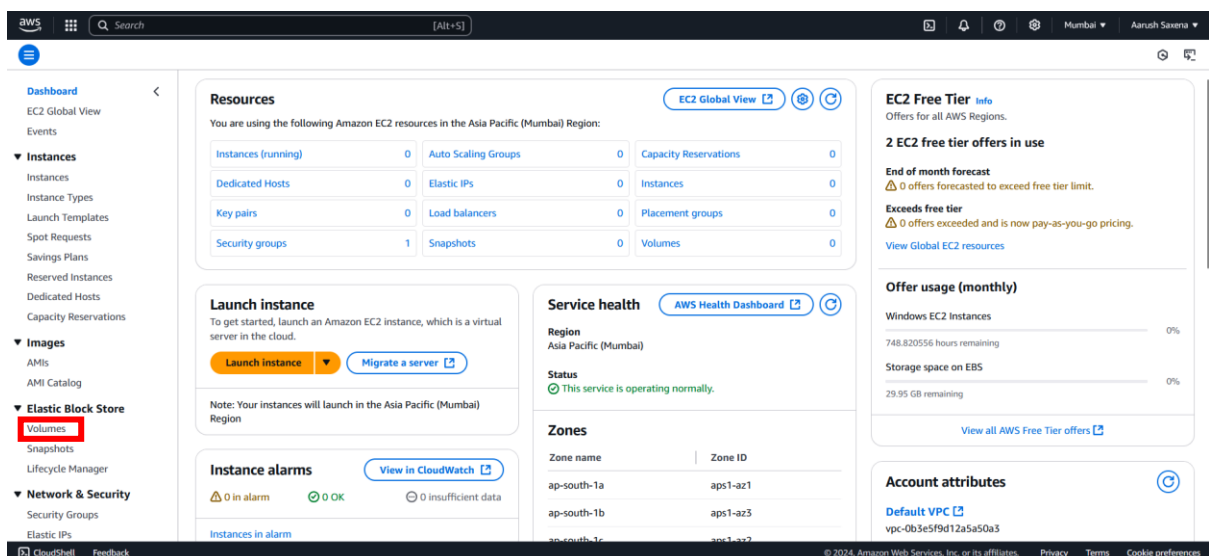 aws
Search
[Alt+S]
Mumbai
Aarush Saxena
Dashboard
EC2 Global View
Events
Instances
Instances
Instance Types
Launch Templates
Spot Requests
Savings Plans
Reserved Instances
Dedicated Hosts
Capacity Reservations
Images
AMIs
AMI Catalog
Elastic Block Store
Volumes
Snapshots
Lifecycle Manager
Network & Security
Security Groups
Elastic IPs
Resources
EC2 Global View
You are using the following Amazon EC2 resources in the Asia Pacific (Mumbai) Region:
Instances (running) 0 Auto Scaling Groups 0 Capacity Reservations 0
Dedicated Hosts 0 Elastic IPs 0 Instances 0
Key pairs 0 Load balancers 0 Placement groups 0
Security groups 1 Snapshots 0 Volumes 0
Launch instance
To get started, launch an Amazon EC2 instance, which is a virtual
server in the cloud.
Launch instance
Migrate a server
Note: Your instances will launch in the Asia Pacific (Mumbai)
Region
Instance alarms
View in CloudWatch
0 in alarm 0 OK 0 insufficient data
Instances in alarm
Service health
AWS Health Dashboard
Region
Asia Pacific (Mumbai)
Status
This service is operating normally.
Zones
Zone name Zone ID
ap-south-1a aps1-az1
ap-south-1b aps1-az3
ap-south-1c aps1-az2
EC2 Free Tier Info
Offers for all AWS Regions.
2 EC2 free tier offers in use
End of month forecast
0 offers forecasted to exceed free tier limit.
Exceeds free tier
0 offers exceeded and is now pay-as-you-go pricing.
View Global EC2 resources
Offer usage (monthly)
Windows EC2 Instances
0%
748.820556 hours remaining
Storage space on EBS
0%
29.95 GB remaining
View all AWS Free Tier offers
Account attributes
Default VPC
vpc-0b3e5f9d12a5a50a3
CloudShell Feedback
© 2024, Amazon Web Services, Inc. or its affiliates. Privacy Terms Cookie preferences